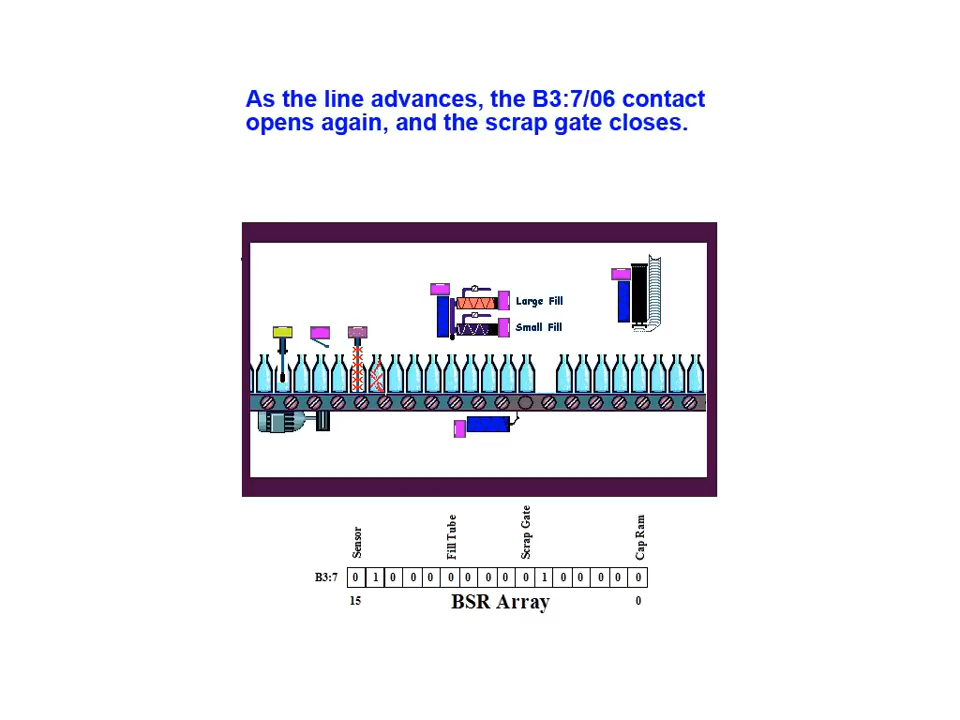 As the line advances, the B3:7/06 contact
opens again, and the scrap gate closes.
Large Fill
Small Fill
Sensor
Fill Tube
Scrap Gate
Cap Ram
B3:7 0 1 0 0 0 0 0 0 0 0 1 0 0 0 0 0
15 BSR Array 0